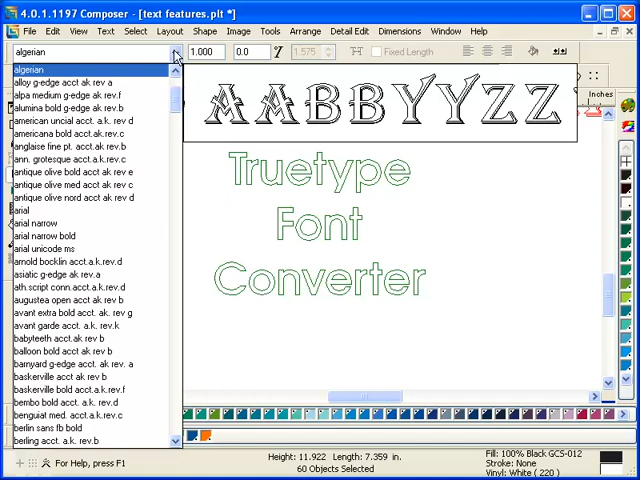 4.0.1.1197 Composer - [text features.plt *]
File Edit View Text Select Layout Shape Image Tools Arrange Detail Edit Dimensions Window Help
algerian 1.000 0.0 1.575 Fixed Length
algerian
alloy g-edge acct ak rev a
alpa medium g-edge ak rev.f
alumina bold g-edge ak rev.b
american uncial acct. a.k. rev d
americana bold acct.ak rev.c
anglaise fine pt. acct.ak rev.b
ann. grotesque acct.a.k.rev.c
antique olive bold acct ak rev e
antique olive med acct ak rev c
antique olive nord acct ak rev d
arial
arial narrow
arial narrow bold
arial unicode ms
arnold bocklin acct.d.ak.rev.d
asiatic g-edge ak rev.a
ath.script conn.acct.d.ak.rev.d
augustea open acct ak rev b
avant extra bold acct. ak rev g
avant garde acct. a.k. rev.k
babyteeth acct.ak rev b
balloon bold acct ak rev b
barnyard g-edge acct.ak rev. a
baskerville acct ak rev b
baskerville bold acct.ak.rev.f
bembo bold acct.d ak rev.d
benguiat med. acct.a.k.rev.c
berlin sans fb bold
berling acct. a.k. rev.b
AABBYYZZ
Truetype
Font
Converter
Inches
For Help, press F1
Height: 11.922 Length: 7.359 in.
60 Objects Selected
Fill: 100% Black GCS-012
Stroke: None
Vinyl: White ( 220 )